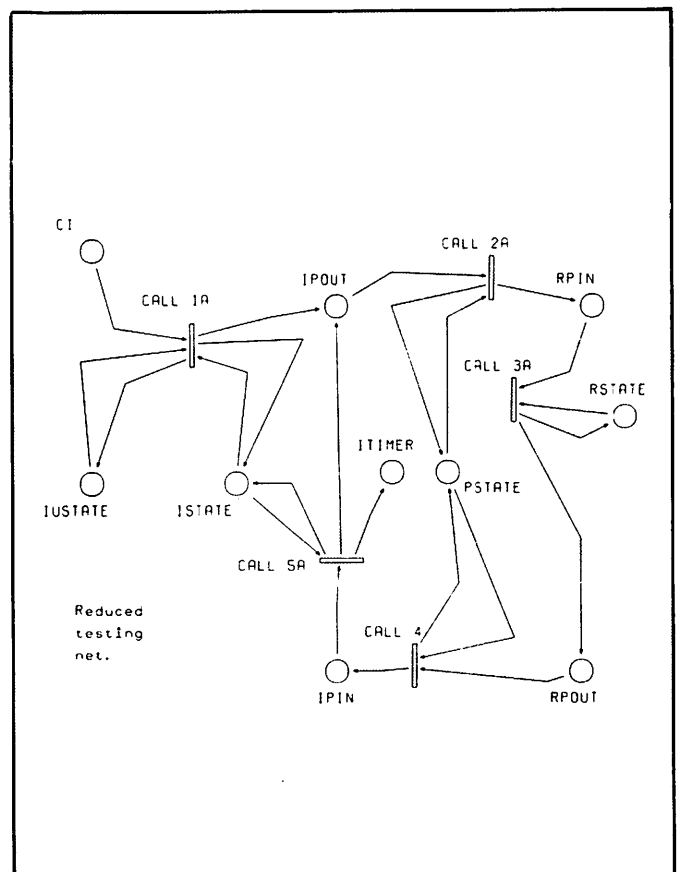 CI
CALL 2A
IPOUT
RPIN
CALL 1A
CALL 3A
RSTATE
ITIMER
IUSTATE
ISTATE
PSTATE
CALL 5A
Reduced
testing
net.
CALL 4
IPIN
RPOUT